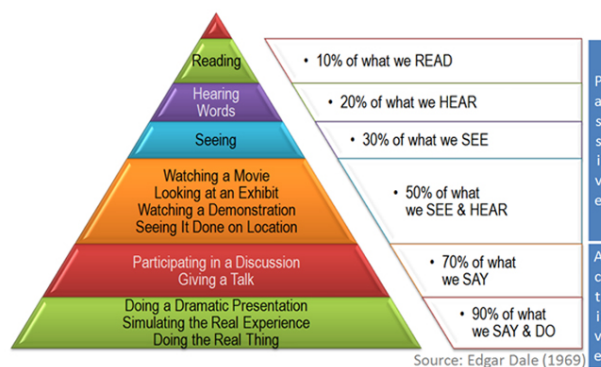 Reading
• 10% of what we READ
Hearing
Words
• 20% of what we HEAR
Seeing
• 30% of what we SEE
Watching a Movie
Looking at an Exhibit
Watching a Demonstration
Seeing It Done on Location
• 50% of what
we SEE & HEAR
Participating in a Discussion
Giving a Talk
• 70% of what
we SAY
Doing a Dramatic Presentation
Simulating the Real Experience
Doing the Real Thing
• 90% of what
we SAY & DO
P
a
s
s
i
v
e
A
c
t
i
v
e
Source: Edgar Dale (1969)